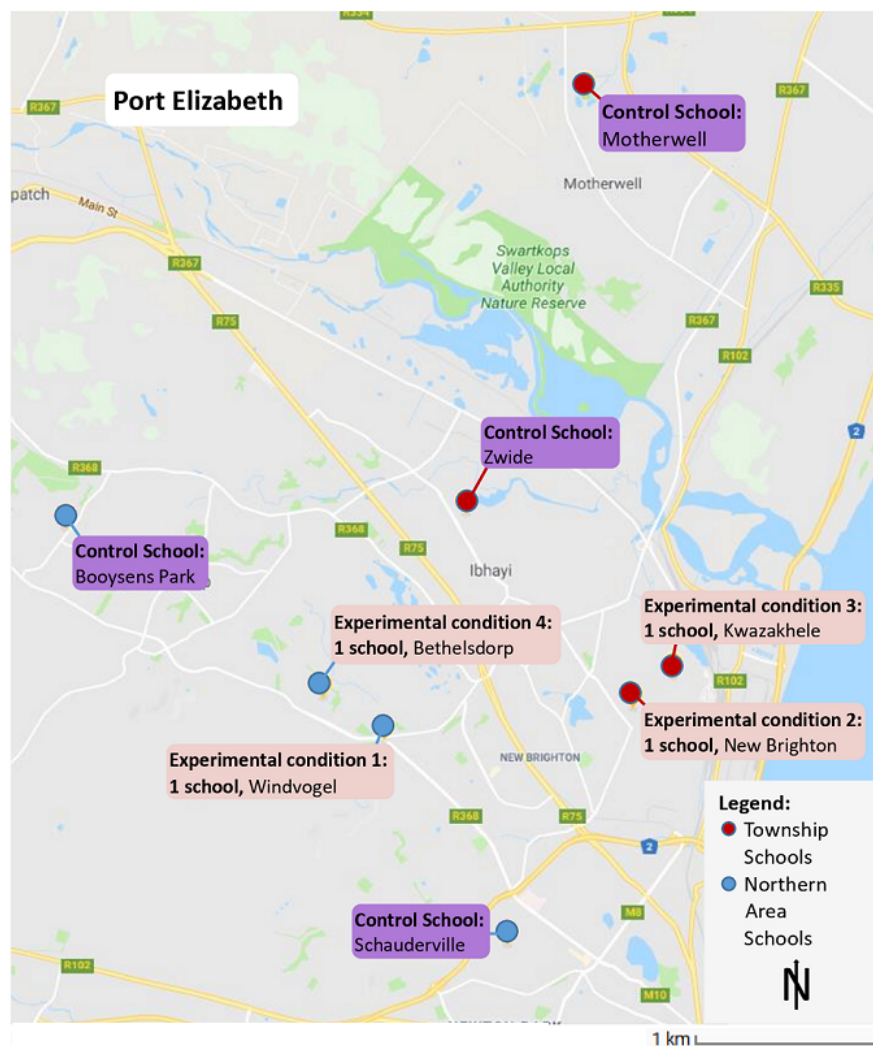 Port Elizabeth
R367
R367
Control School:
Motherwell
Motherwell
patch
Main St
R367
Swartkops
Valley Local
Authority
Nature Reserve
R335
R75
R367
R102
2
Control School:
Zwide
R368
R368
R75
Control School:
Booysens Park
Ibhayi
Experimental condition 4:
1 school, Bethelsdorp
Experimental condition 3:
1 school, Kwazakhele
R102
Experimental condition 2:
1 school, New Brighton
Experimental condition 1:
1 school, Windvogel
NEW BRIGHTON
R368
R75
2
Legend:
Township
Schools
Northern
Area
Schools
N
Control School:
Schauderville
M8
R102
M10
1 km